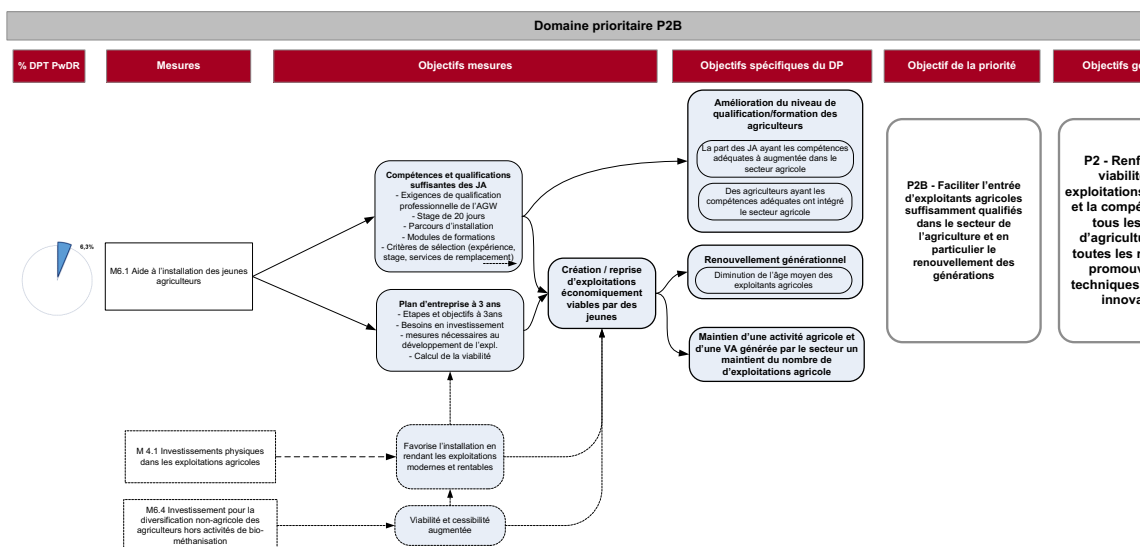 Domaine prioritaire P2B
% DPT PwDR
Mesures
Objectifs mesures
Objectifs spécifiques du DP
Objectif de la priorité
Objectifs g
6,3%
M6.1 Aide à l'installation des jeunes
agriculteurs
M 4.1 Investissements physiques
dans les exploitations agricoles
M6.4 Investissement pour la
diversification non-agricole des
agriculteurs hors activités de bio-
méthanisation
Compétences et qualifications
suffisantes des JA
- Exigences de qualification
professionnelle de l'AGW
- Stage de 20 jours
- Parcours d'installation
- Modules de formations
- Critères de sélection (expérience,
stage, services de remplacement)
Plan d'entreprise à 3 ans
- Etapes et objectifs à 3ans
- Besoins en investissement
- mesures nécessaires au
développement de l'expl.
- Calcul de la viabilité
Favorise l'installation en
rendant les exploitations
modernes et rentables
Viabilité et cessibilité
augmentée
Création / reprise
d'exploitations
économiquement
viables par des
jeunes
Amélioration du niveau de
qualification/formation des
agriculteurs
La part des JA ayant les compétences
adéquates à augmentée dans le
secteur agricole
Des agriculteurs ayant les
compétences adéquates ont intégré
le secteur agricole
Renouvellement générationnel
Diminution de l'âge moyen des
exploitants agricoles
Maintien d'une activité agricole et
d'une VA générée par le secteur un
maintient du nombre de
d'exploitations agricole
P2B - Faciliter l'entrée
d'exploitants agricoles
suffisamment qualifiés
dans le secteur de
l'agriculture et en
particulier le
renouvellement des
générations
P2 - Renf
viabilit
exploitations
et la compé
tous les
d'agricultu
toutes les r
promouv
techniques
innova